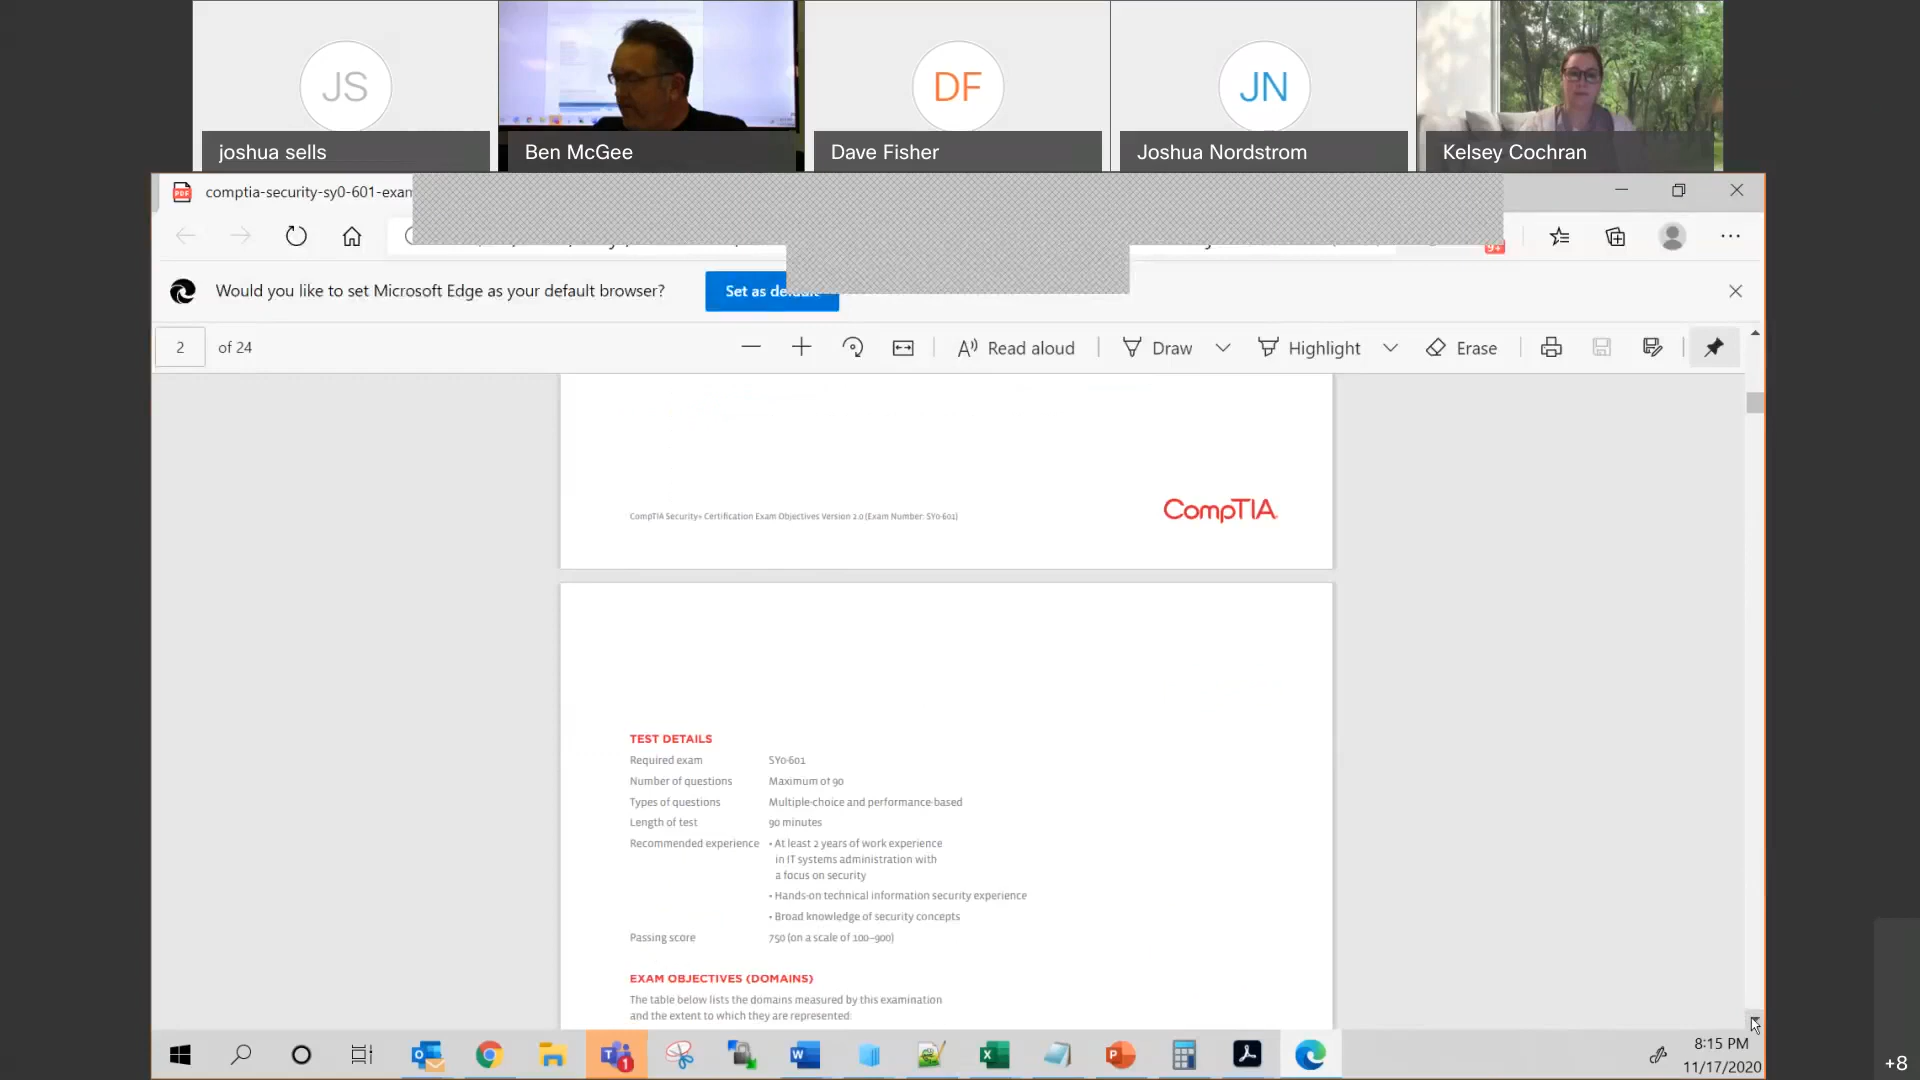 JS
DF
JN
joshua sells
Ben McGee
Dave Fisher
Joshua Nordstrom
Kelsey Cochran
comptia-security-sy0-601-exam
9+
Would you like to set Microsoft Edge as your default browser?
Set as default
2 of 24
Read aloud
Draw
Highlight
Erase
CompTIA Security+ Certification Exam Objectives Version 2.0 (Exam Number: SY0-601)
CompTIA.
TEST DETAILS
Required exam SY0-601
Number of questions Maximum of 90
Types of questions Multiple-choice and performance-based
Length of test 90 minutes
Recommended experience • At least 2 years of work experience
in IT systems administration with
a focus on security
• Hands-on technical information security experience
• Broad knowledge of security concepts
Passing score 750 (on a scale of 100–900)
EXAM OBJECTIVES (DOMAINS)
The table below lists the domains measured by this examination
and the extent to which they are represented:
8:15 PM
11/17/2020
+8